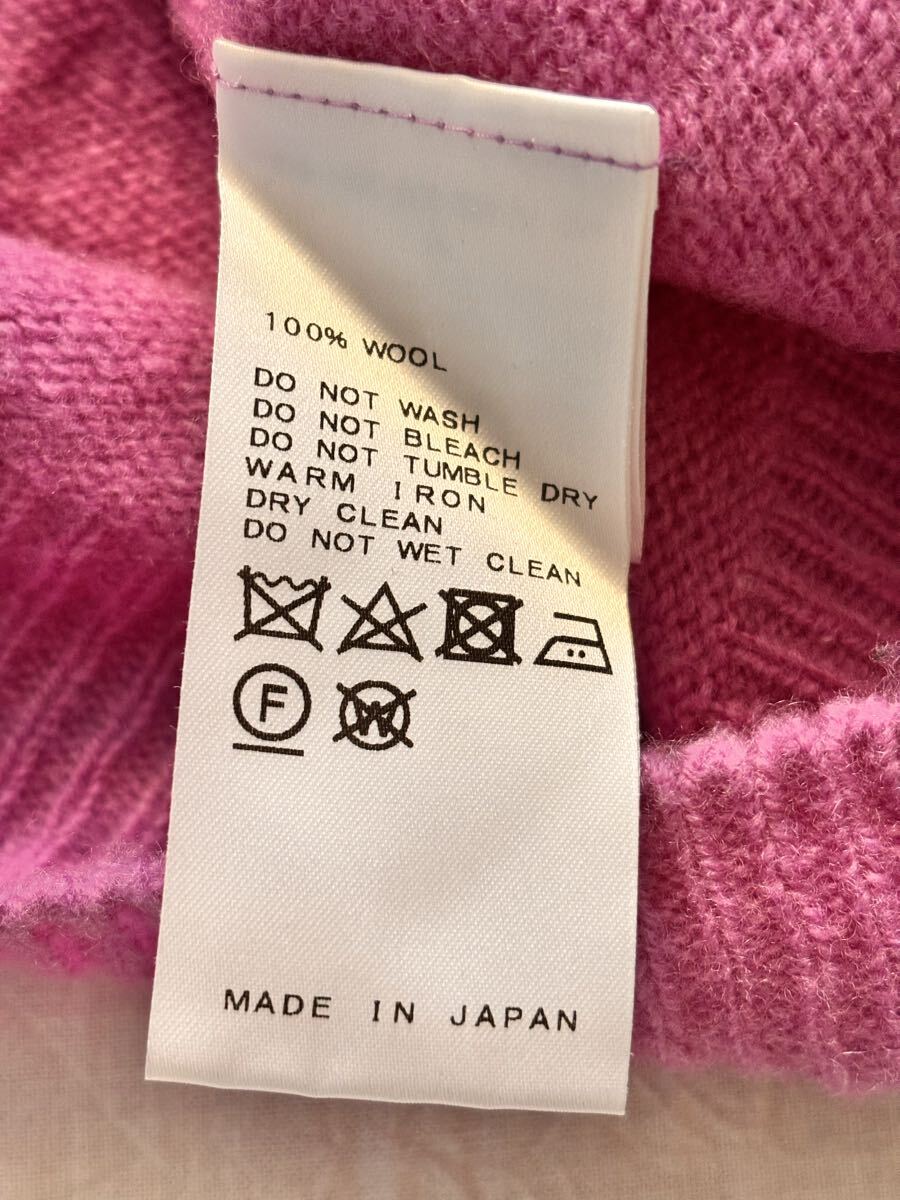 100% WOOL
DO NOT WASH
DO NOT BLEACH
DO NOT TUMBLE DRY
WARM IRON
DRY CLEAN
DO NOT WET CLEAN
F W
MADE IN JAPAN